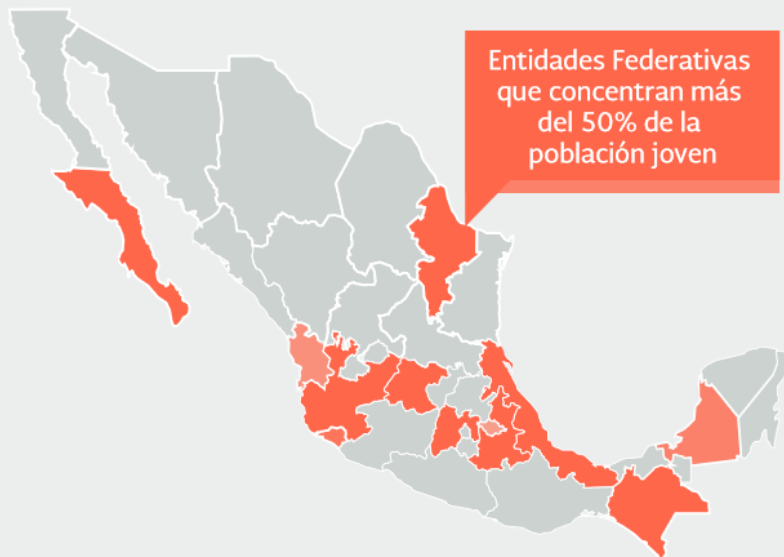 Entidades Federativas
que concentran más
del 50% de la
población joven